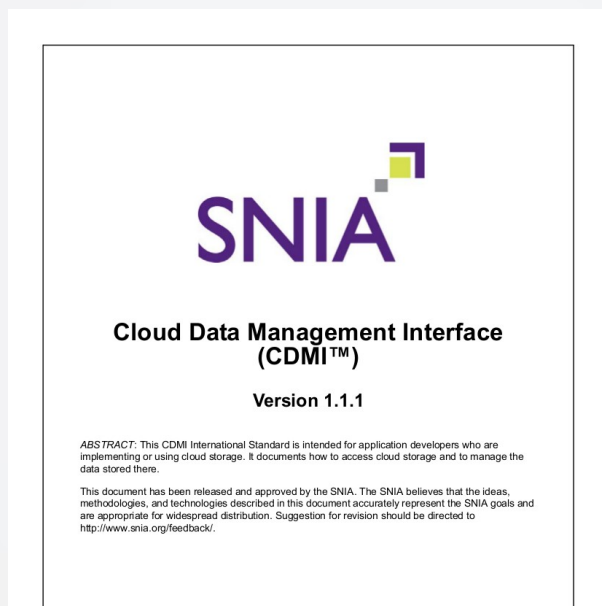 SNIA
Cloud Data Management Interface
(CDMI™)
Version 1.1.1
ABSTRACT: This CDMI International Standard is intended for application developers who are
implementing or using cloud storage. It documents how to access cloud storage and to manage the
data stored there.
This document has been released and approved by the SNIA. The SNIA believes that the ideas,
methodologies, and technologies described in this document accurately represent the SNIA goals and
are appropriate for widespread distribution. Suggestion for revision should be directed to
http://www.snia.org/feedback/.